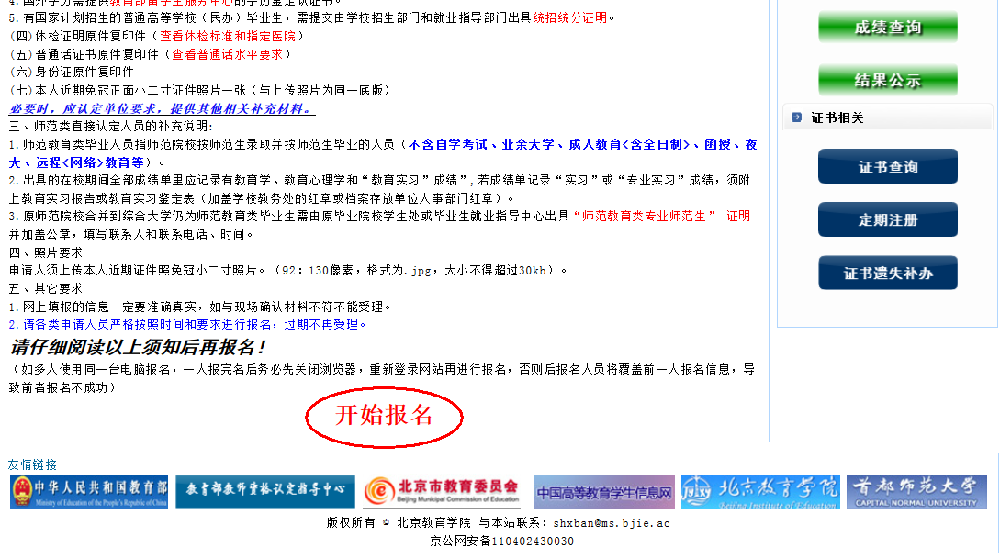 4.国外学历需提供教育部留学生服务中心的学历鉴定认证书。
5.有国家计划招生的普通高等学校（民办）毕业生，需提交由学校招生部门和就业指导部门出具统招统分证明。
(四)体检证明原件复印件（查看体检标准和指定医院）
(五)普通话证书原件复印件（查看普通话水平要求）
(六)身份证原件复印件
(七)本人近期免冠正面小二寸证件照片一张（与上传照片为同一底版）
必要时，应认定单位要求，提供其他相关补充材料。
三、师范类直接认定人员的补充说明：
1.师范教育类毕业人员指师范院校按师范生录取并按师范生毕业的人员（不含自学考试、业余大学、成人教育<含全日制>、函授、夜
大、远程<网络>教育等）。
2.出具的在校期间全部成绩单里应记录有教育学、教育心理学和“教育实习”成绩”,若成绩单记录“实习”或“专业实习”成绩，须附
上教育实习报告或教育实习鉴定表（加盖学校教务处的红章或档案存放单位人事部门红章）。
3.原师范院校合并到综合大学仍为师范教育类毕业生需由原毕业院校学生处或毕业生就业指导中心出具“师范教育类专业师范生” 证明
并加盖公章，填写联系人和联系电话、时间。
四、照片要求
申请人须上传本人近期证件照免冠小二寸照片。（92：130像素，格式为.jpg，大小不得超过30kb）。
五、其它要求
1.网上填报的信息一定要准确真实，如与现场确认材料不符不能受理。
2.请各类申请人员严格按照时间和要求进行报名，过期不再受理。
请仔细阅读以上须知后再报名！
（如多人使用同一台电脑报名，一人报完名后务必先关闭浏览器，重新登录网站再进行报名，否则后报名人员将覆盖前一人报名信息，导
致前者报名不成功）
开始报名
成绩查询
结果公示
证书相关
证书查询
定期注册
证书遗失补办
友情链接
中华人民共和国教育部
Ministry of Education of the People's Republic of China
教育部教师资格认定指导中心
北京市教育委员会
Beijing Municipal Commission of Education
中国高等教育学生信息网
北京教育学院
Beijing Institute of Education
首都师范大学
CAPITAL NORMAL UNIVERSITY
版权所有 © 北京教育学院 与本站联系：shxban@ms.bjie.ac
京公网安备110402430030